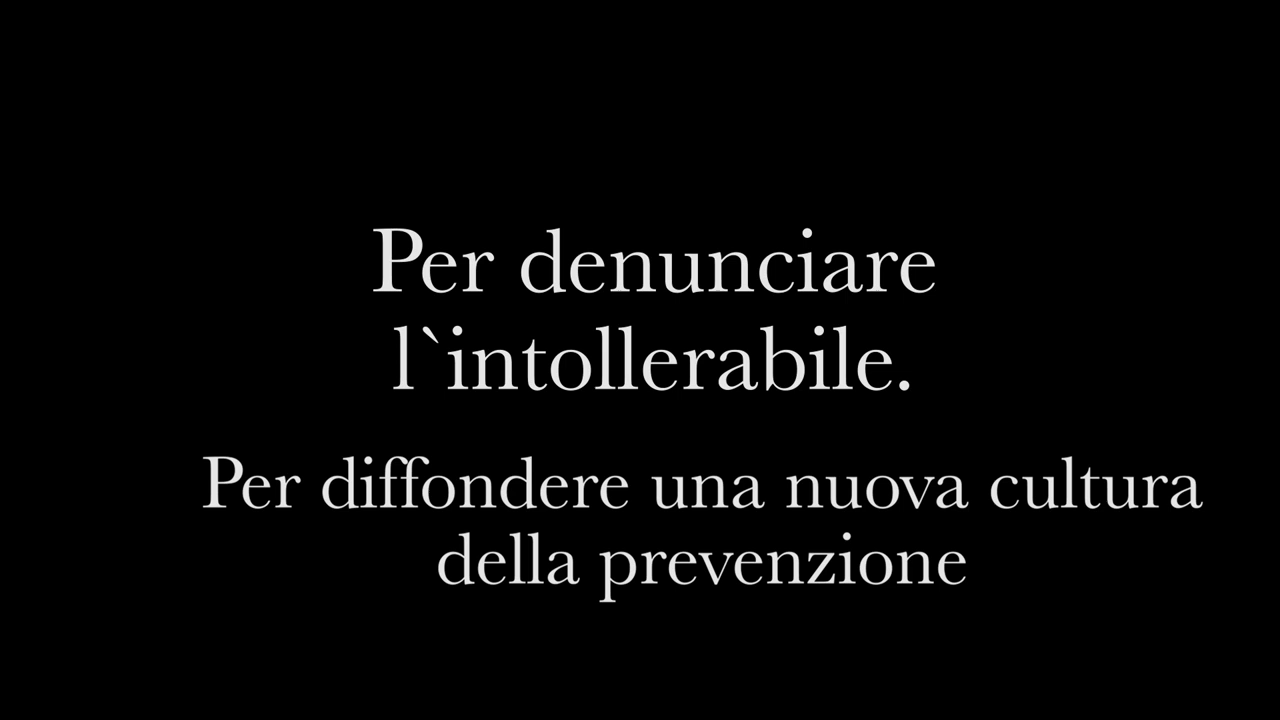 Per denunciare
l`intollerabile.
Per diffondere una nuova cultura
della prevenzione